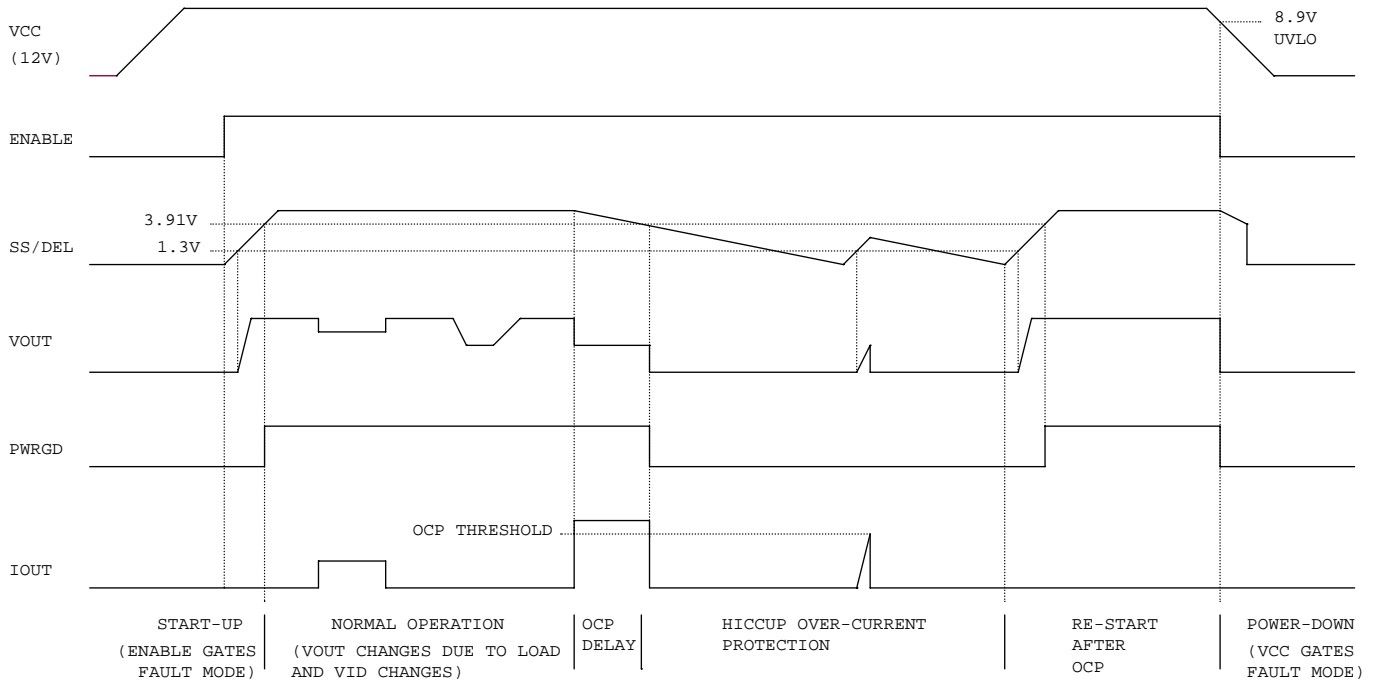 VCC
(12V)
8.9V
UVLO
ENABLE
3.91V
SS/DEL
1.3V
VOUT
PWRGD
OCP THRESHOLD
IOUT
START-UP
(ENABLE GATES
FAULT MODE)
NORMAL OPERATION
(VOUT CHANGES DUE TO LOAD
AND VID CHANGES)
OCP
DELAY
HICCUP OVER-CURRENT
PROTECTION
RE-START
AFTER
OCP
POWER-DOWN
(VCC GATES
FAULT MODE)